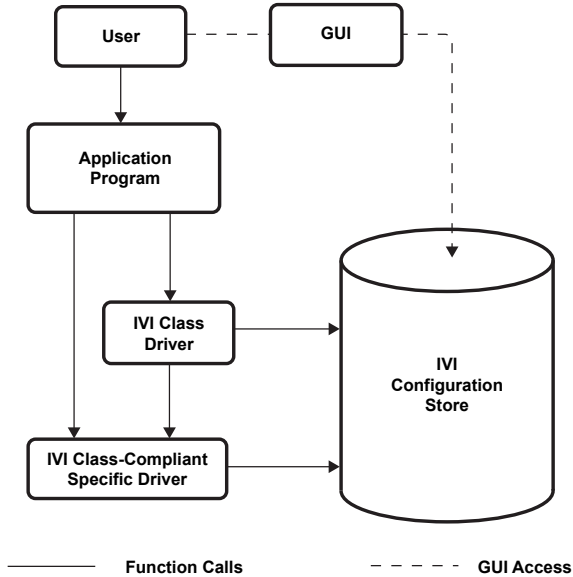 User
GUI
Application
Program
IVI Class
Driver
IVI
Configuration
Store
IVI Class-Compliant
Specific Driver
Function Calls
GUI Access